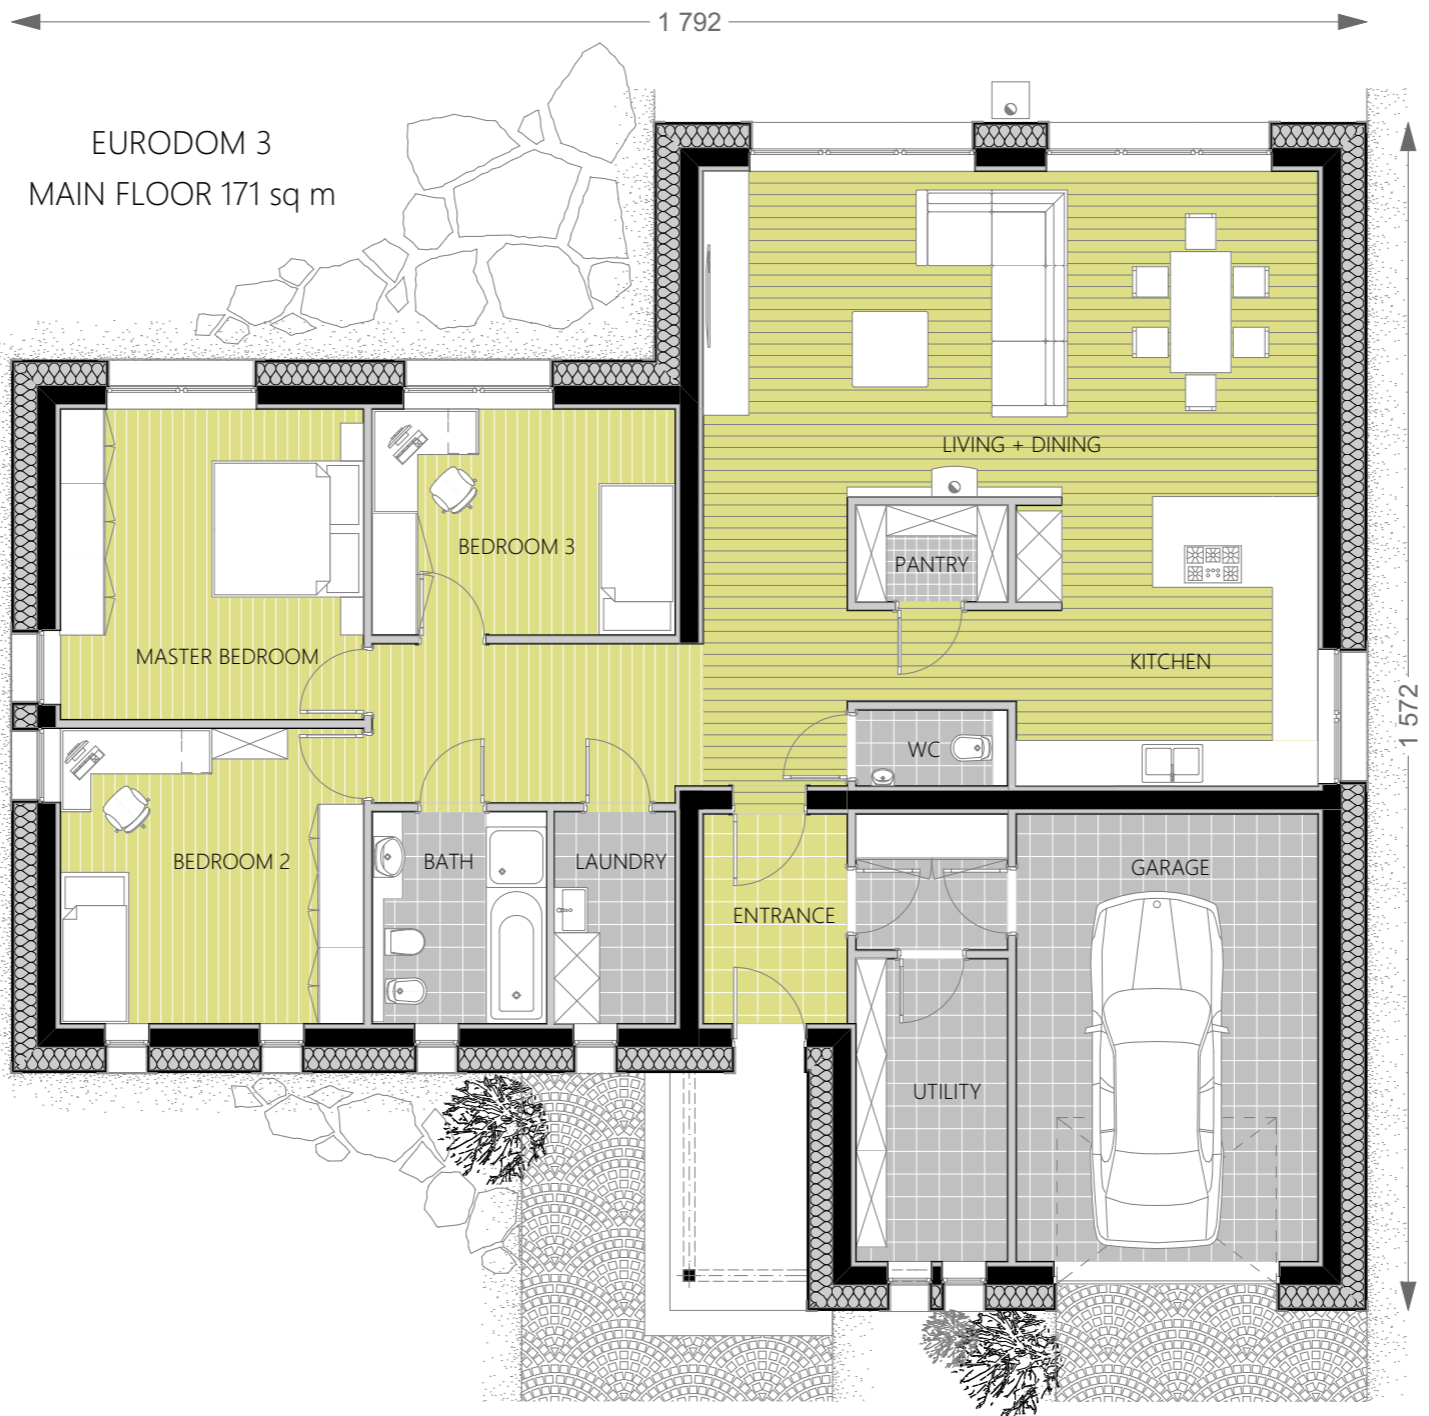 1 792
EURODOM 3
MAIN FLOOR 171 sq m
LIVING + DINING
BEDROOM 3
PANTRY
MASTER BEDROOM
KITCHEN
1 572
WC
BEDROOM 2
BATH
LAUNDRY
GARAGE
ENTRANCE
UTILITY